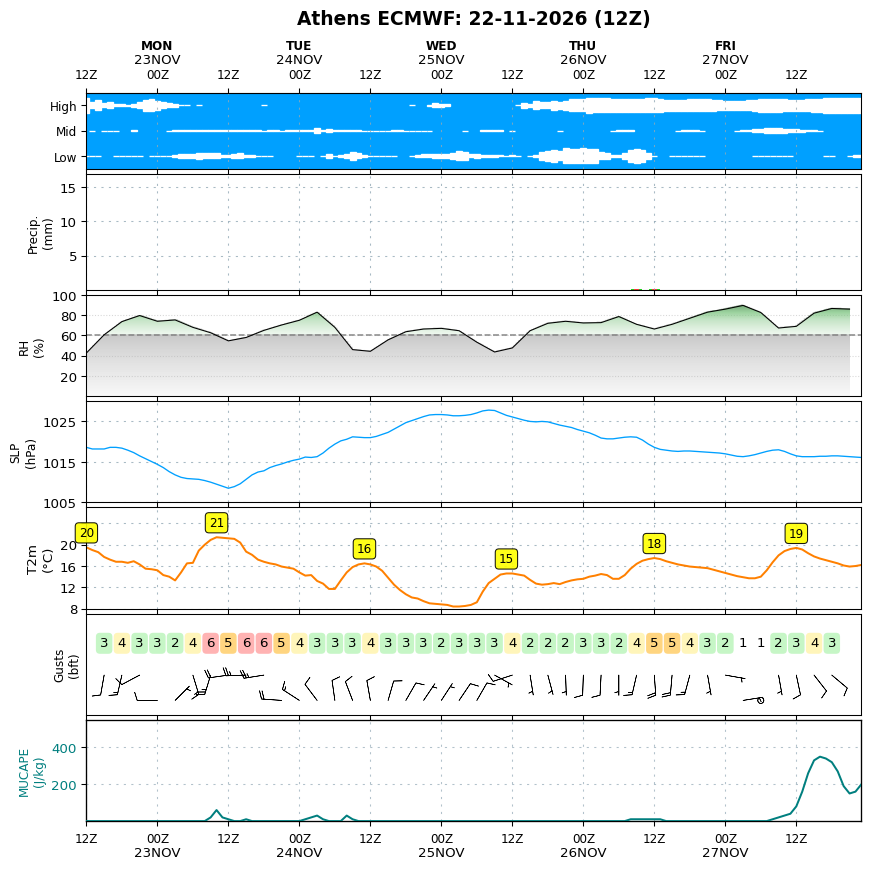 Athens ECMWF: 22-11-2026 (12Z)
MON TUE WED THU FRI
23NOV 24NOV 25NOV 26NOV 27NOV
12Z 00Z 12Z 00Z 12Z 00Z 12Z 00Z 12Z 00Z 12Z
High
Mid
Low
Precip.
(mm)
15
10
5
RH
(%)
100
80
60
40
20
SLP
(hPa)
1025
1015
1005
T2m
(°C)
20
16
12
8
20 21 16 15 18 19
Gusts
(bft)
3 4 3 3 2 4 6 5 6 6 5 4 3 3 3 4 3 3 3 2 3 3 3 4 2 2 2 3 3 2 4 5 5 4 3 2 1 1 2 3 4 3
MUCAPE
(J/kg)
400
200
12Z 00Z 12Z 00Z 12Z 00Z 12Z 00Z 12Z 00Z 12Z
23NOV 24NOV 25NOV 26NOV 27NOV